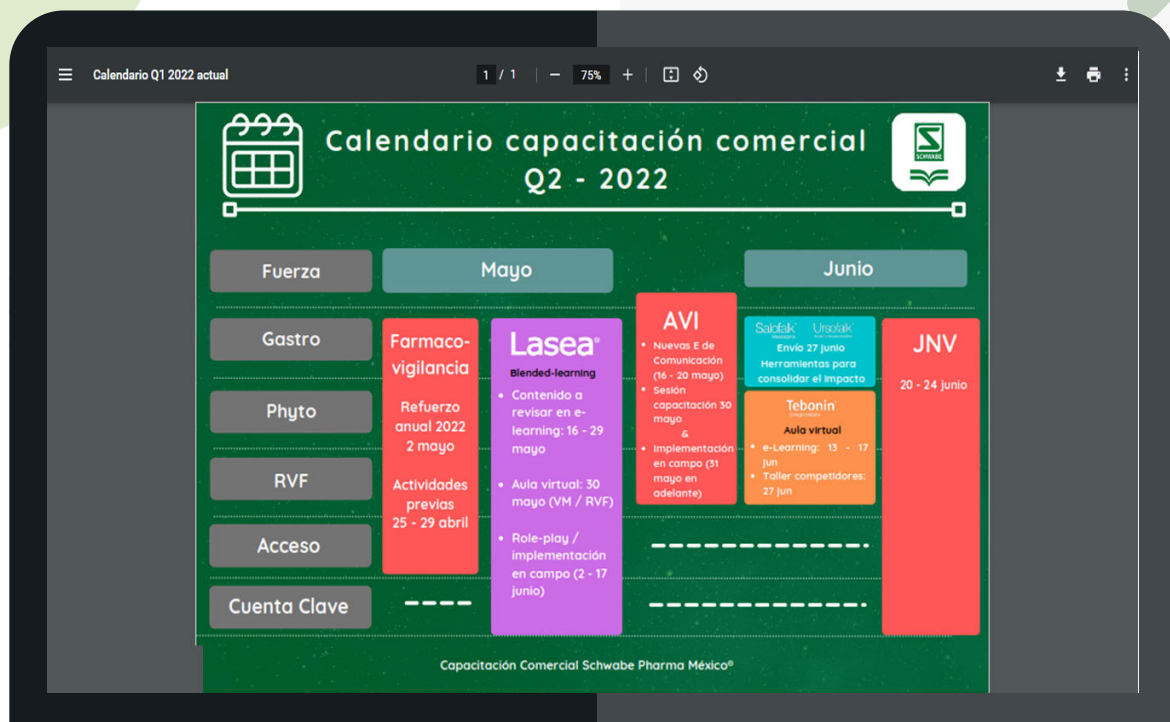 Calendario Q1 2022 actual
1 / 1
75%
Calendario capacitación comercial
Q2 - 2022
SCHWABE
Fuerza
Mayo
Junio
Gastro
Phyto
RVF
Acceso
Cuenta Clave
Farmaco-
vigilancia
Refuerzo
anual 2022
2 mayo
Actividades
previas
25 - 29 abril
Lasea®
Blended-learning
• Contenido a
revisar en e-
learning: 16 - 29
mayo
• Aula virtual: 30
mayo (VM / RVF)
• Role-play /
implementación
en campo (2 - 17
junio)
AVI
• Nuevas E de
Comunicación
(16 - 20 mayo)
• Sesión
capacitación 30
mayo
&
• Implementación
en campo (31
mayo en
adelante)
Salofalk Ursofalk
Envío 27 junio
Herramientas para
consolidar el impacto
Tebonin
Aula virtual
• e-Learning: 13 - 17
jun
• Taller competidores:
27 jun
JNV
20 - 24 junio
Capacitación Comercial Schwabe Pharma México®